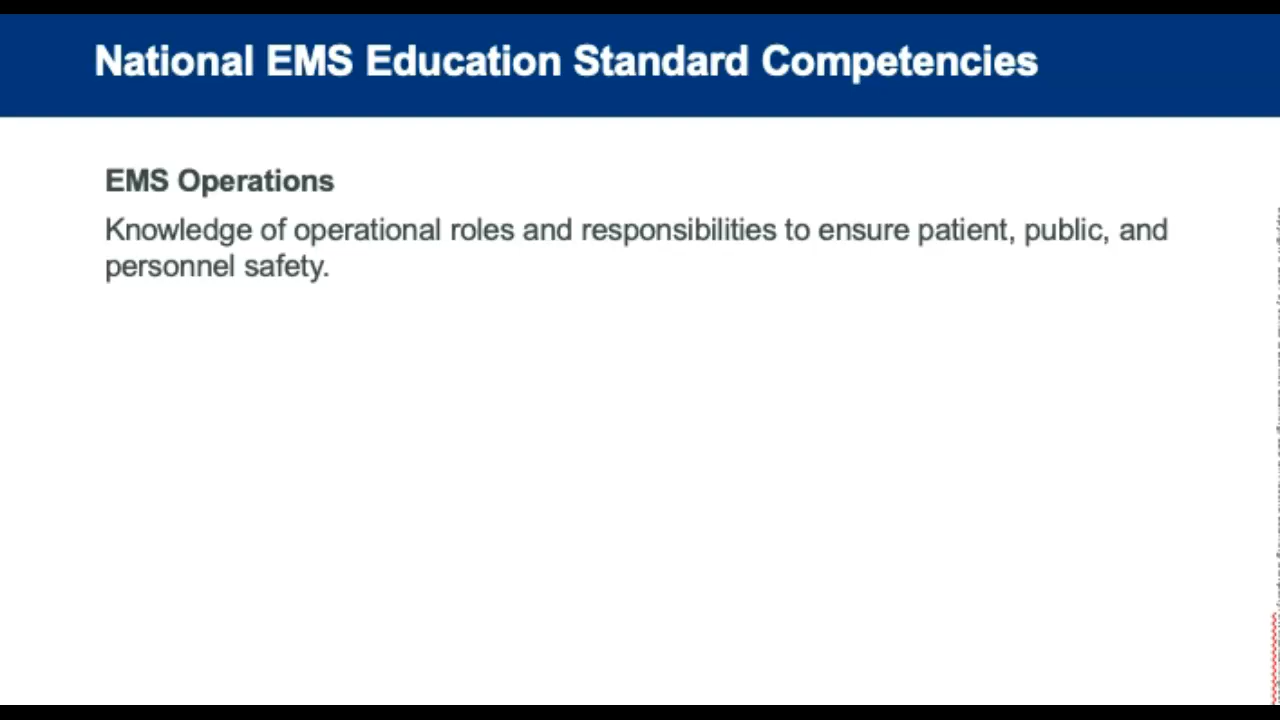 National EMS Education Standard Competencies
EMS Operations
Knowledge of operational roles and responsibilities to ensure patient, public, and
personnel safety.